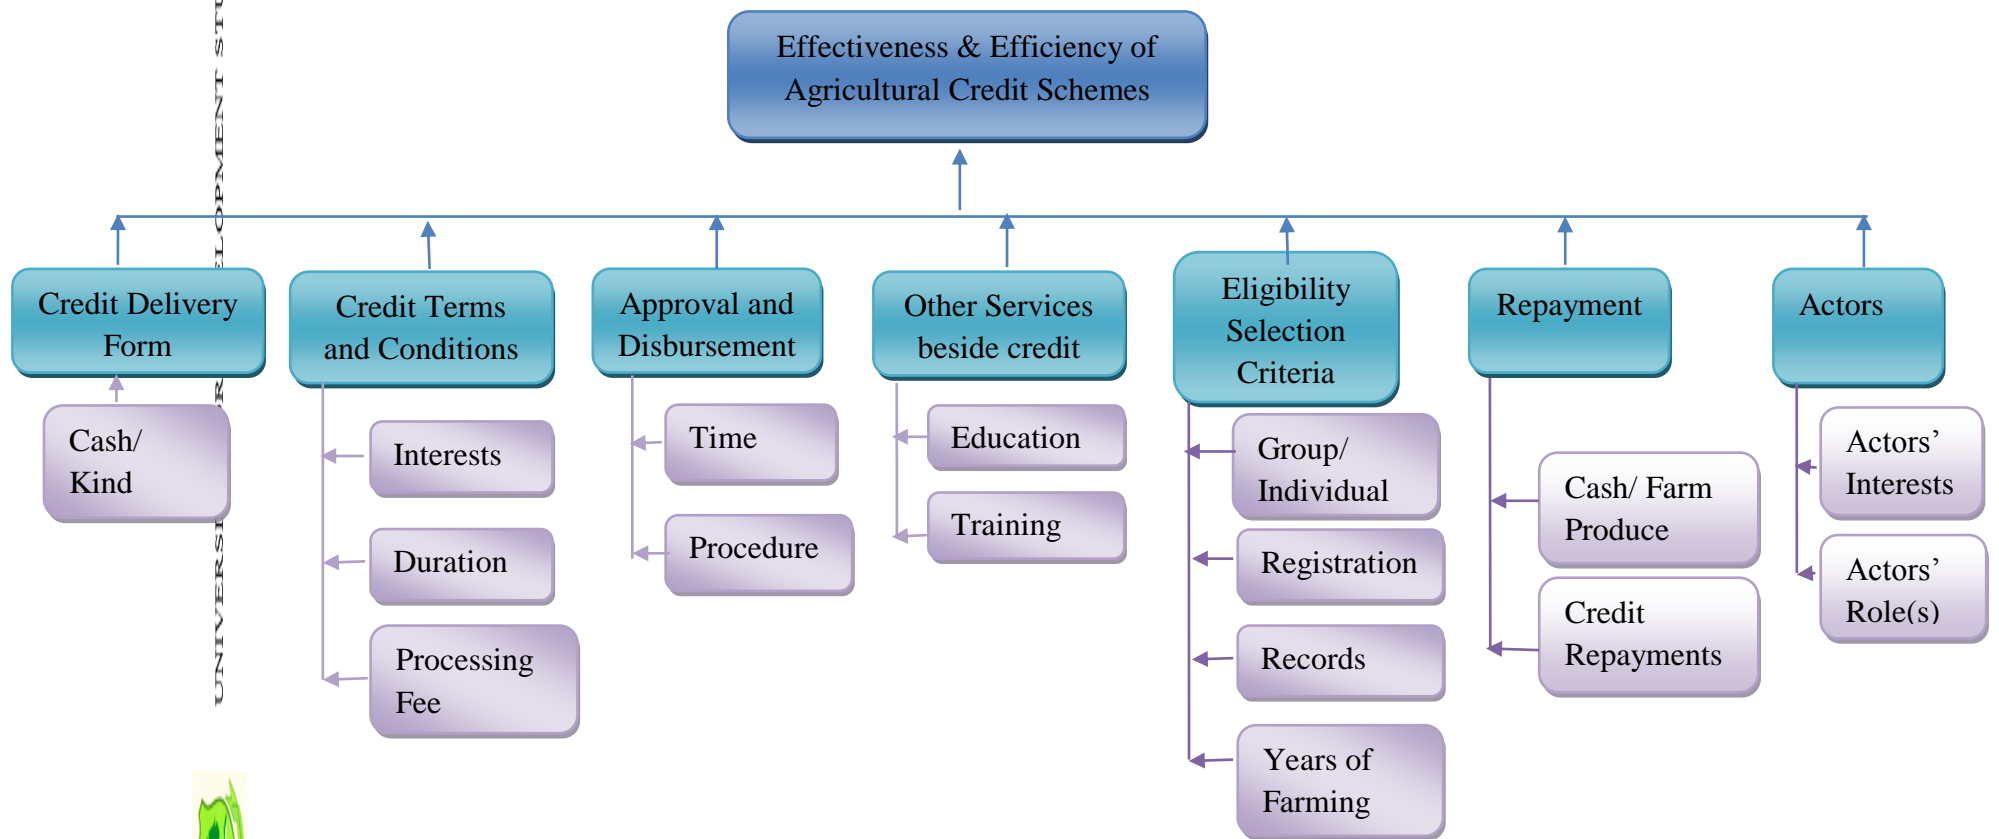 Effectiveness & Efficiency of
Agricultural Credit Schemes
Credit Delivery
Form
Credit Terms
and Conditions
Approval and
Disbursement
Other Services
beside credit
Eligibility
Selection
Criteria
Repayment
Actors
Cash/
Kind
Interests
Duration
Processing
Fee
Time
Procedure
Education
Training
Group/
Individual
Registration
Records
Years of
Farming
Cash/ Farm
Produce
Credit
Repayments
Actors’
Interests
Actors’
Role(s)